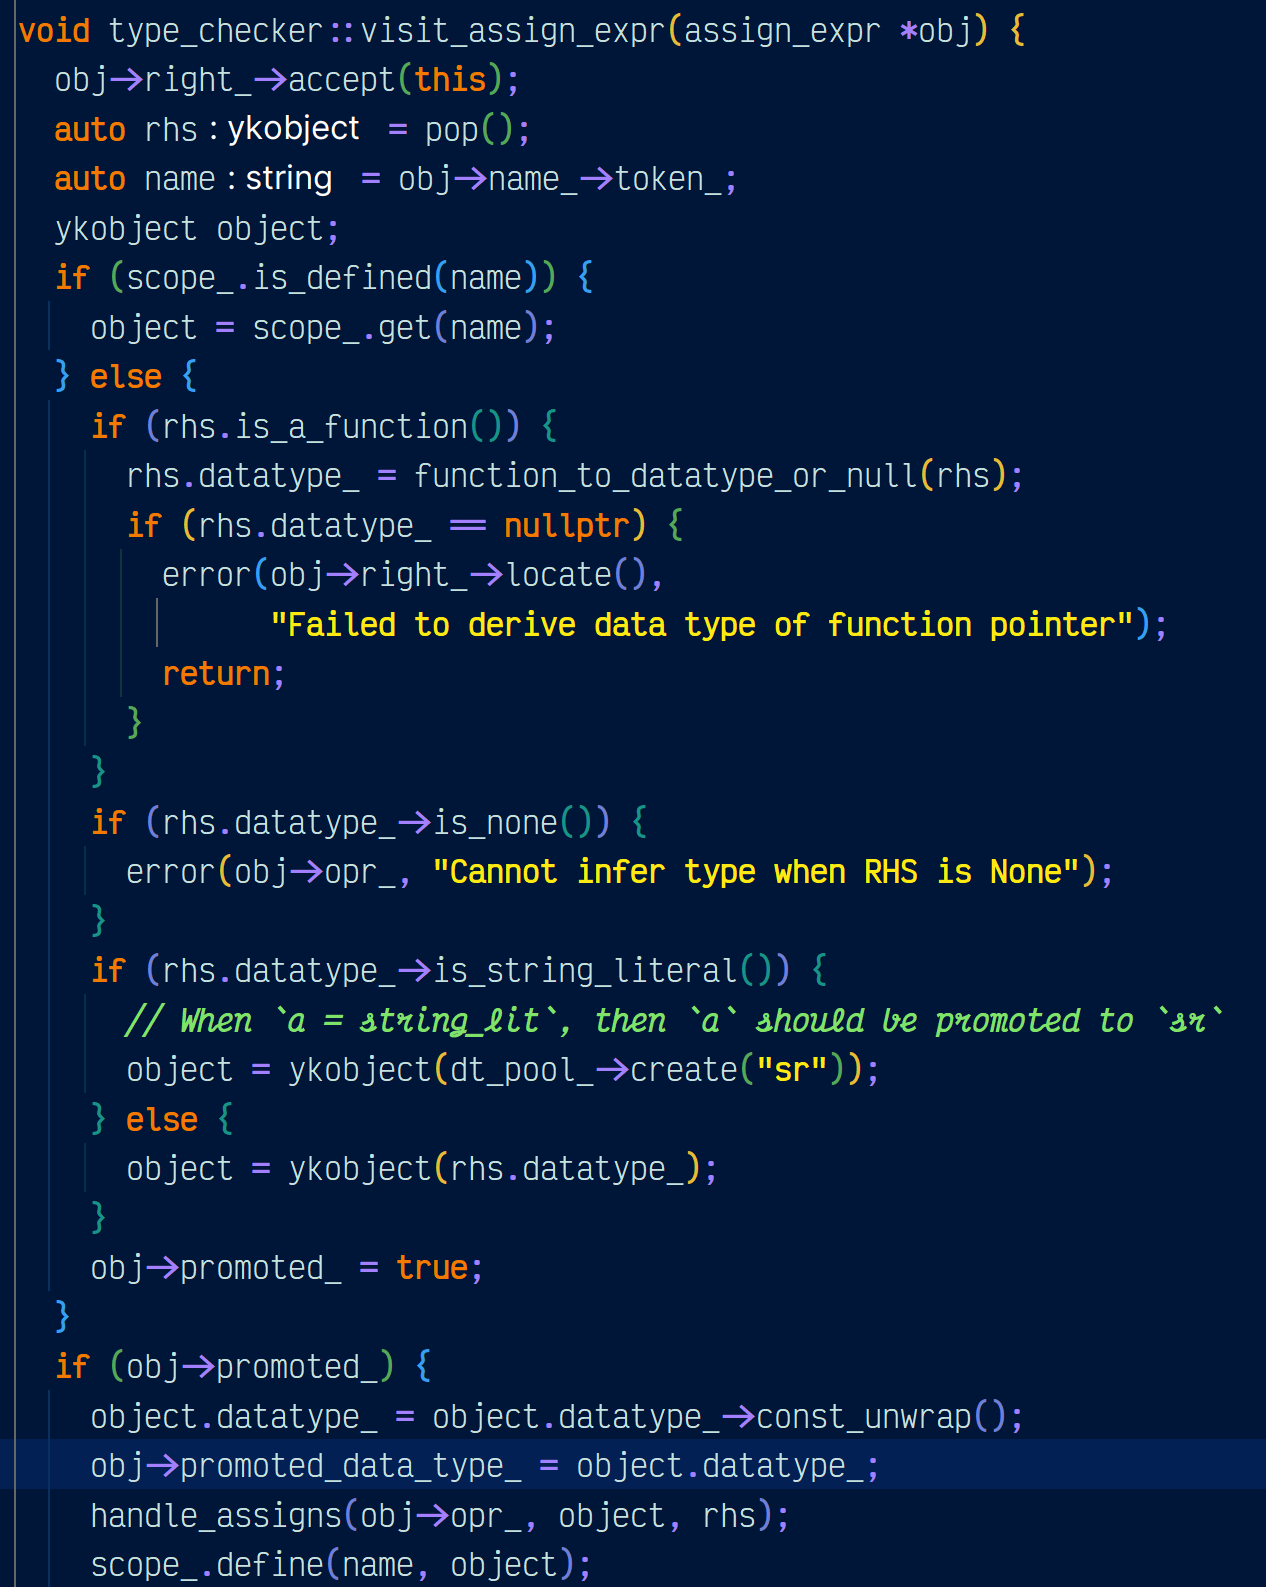 void type_checker::visit_assign_expr(assign_expr *obj) {
  obj->right_->accept(this);
  auto rhs: ykobject = pop();
  auto name: string = obj->name_->token_;
  ykobject object;
  if (scope_.is_defined(name)) {
    object = scope_.get(name);
  } else {
    if (rhs.is_a_function()) {
      rhs.datatype_ = function_to_datatype_or_null(rhs);
      if (rhs.datatype_ == nullptr) {
        error(obj->right_->locate(),
              "Failed to derive data type of function pointer");
        return;
      }
    }
    if (rhs.datatype_->is_none()) {
      error(obj->opr_, "Cannot infer type when RHS is None");
    }
    if (rhs.datatype_->is_string_literal()) {
      // When `a = string_lit`, then `a` should be promoted to `sr`
      object = ykobject(dt_pool_->create("sr"));
    } else {
      object = ykobject(rhs.datatype_);
    }
    obj->promoted_ = true;
  }
  if (obj->promoted_) {
    object.datatype_ = object.datatype_->const_unwrap();
    obj->promoted_data_type_ = object.datatype_;
    handle_assigns(obj->opr_, object, rhs);
    scope_.define(name, object);